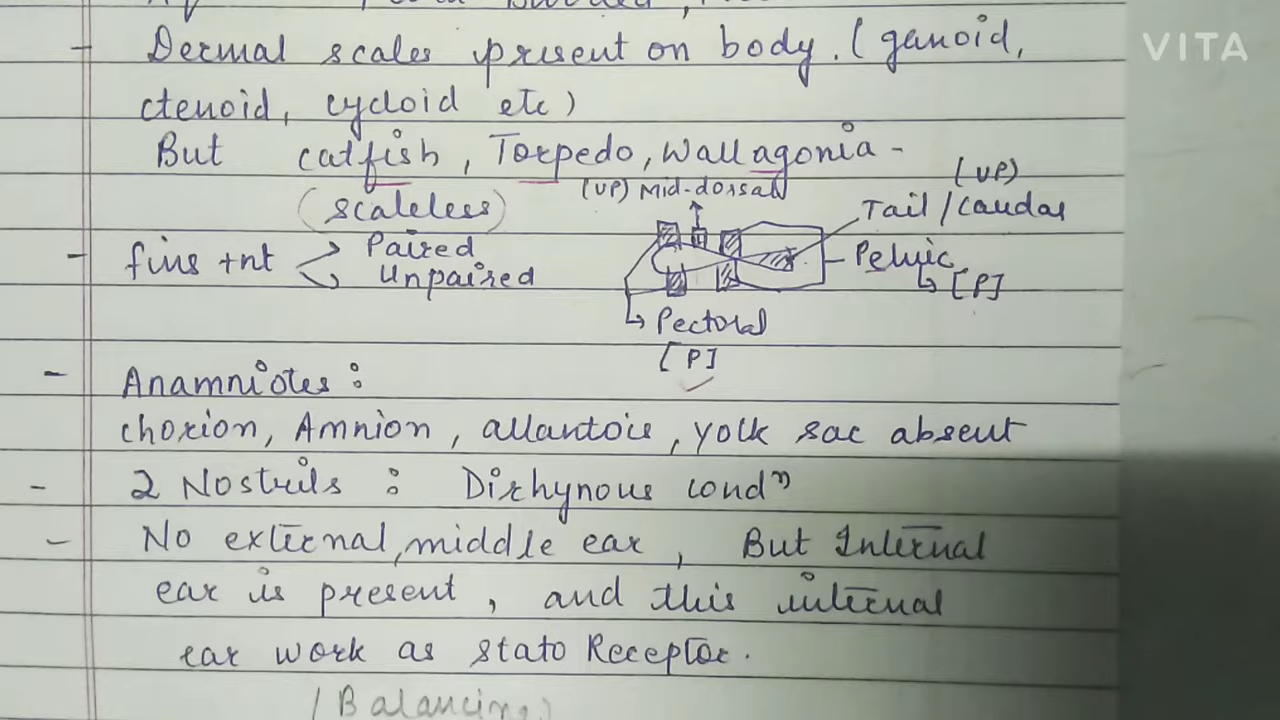 - Dermal scales present on body. (ganoid,
VITA
ctenoid, cycloid etc)
But catfish, Torpedo, Wallagonia -
(scaleless)
(UP) Mid-dorsal
(UP)
Tail/Caudal
- fins +nt < Paired
Unpaired
Pelvic
↳ [P]
↳ Pectoral
[P]
- Anamniotes :
chorion, Amnion, allantois, yolk sac absent
- 2 Nostrils : Dirhynous condⁿ
- No external, middle ear, But Internal
ear is present, and this internal
ear work as stato Receptor.
(Balancing)